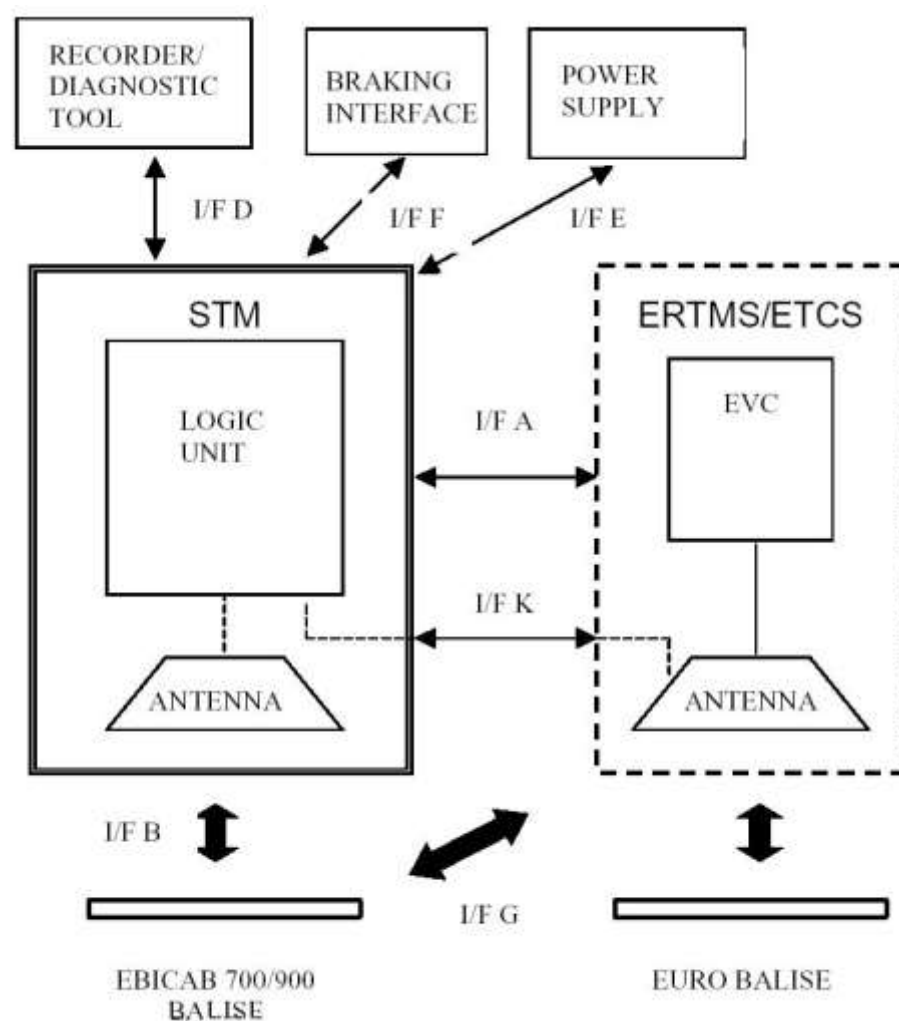 RECORDER/
DIAGNOSTIC
TOOL
BRAKING
INTERFACE
POWER
SUPPLY
I/F D
I/F F
I/F E
STM
ERTMS/ETCS
LOGIC
UNIT
EVC
I/F A
I/F K
ANTENNA
ANTENNA
I/F B
I/F G
EBICAB 700/900
BALISE
EURO BALISE